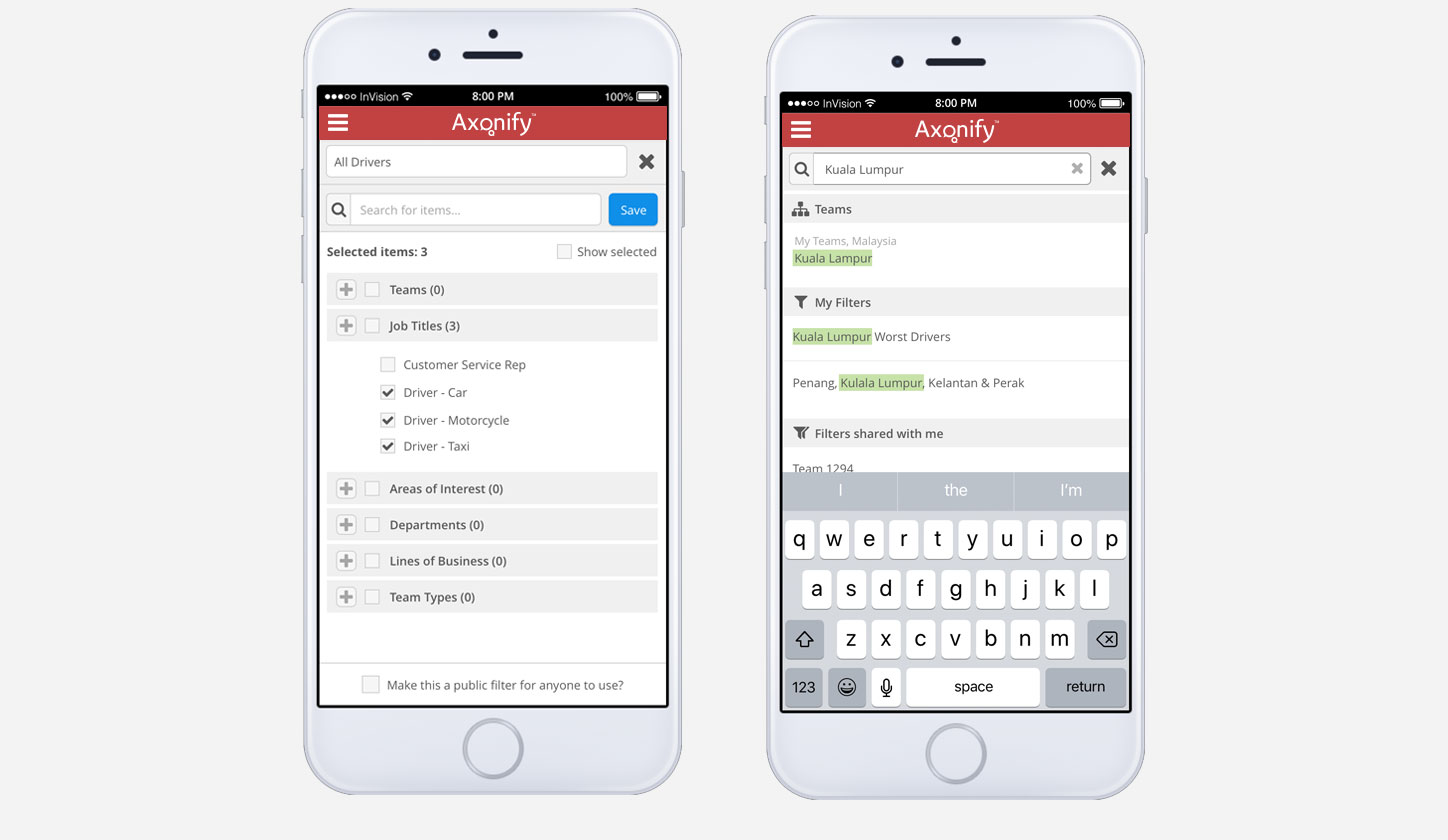 InVision 8:00 PM 100%
Axonify™
All Drivers
Search for items... Save
Selected items: 3 Show selected
Teams (0)
Job Titles (3)
Customer Service Rep
Driver - Car
Driver - Motorcycle
Driver - Taxi
Areas of Interest (0)
Departments (0)
Lines of Business (0)
Team Types (0)
Make this a public filter for anyone to use?
InVision 8:00 PM 100%
Axonify™
Kuala Lumpur
Teams
My Teams, Malaysia
Kuala Lampur
My Filters
Kuala Lumpur Worst Drivers
Penang, Kulala Lumpur, Kelantan & Perak
Filters shared with me
Team 1294
I the I'm
q w e r t y u i o p
a s d f g h j k l
z x c v b n m
123 space return